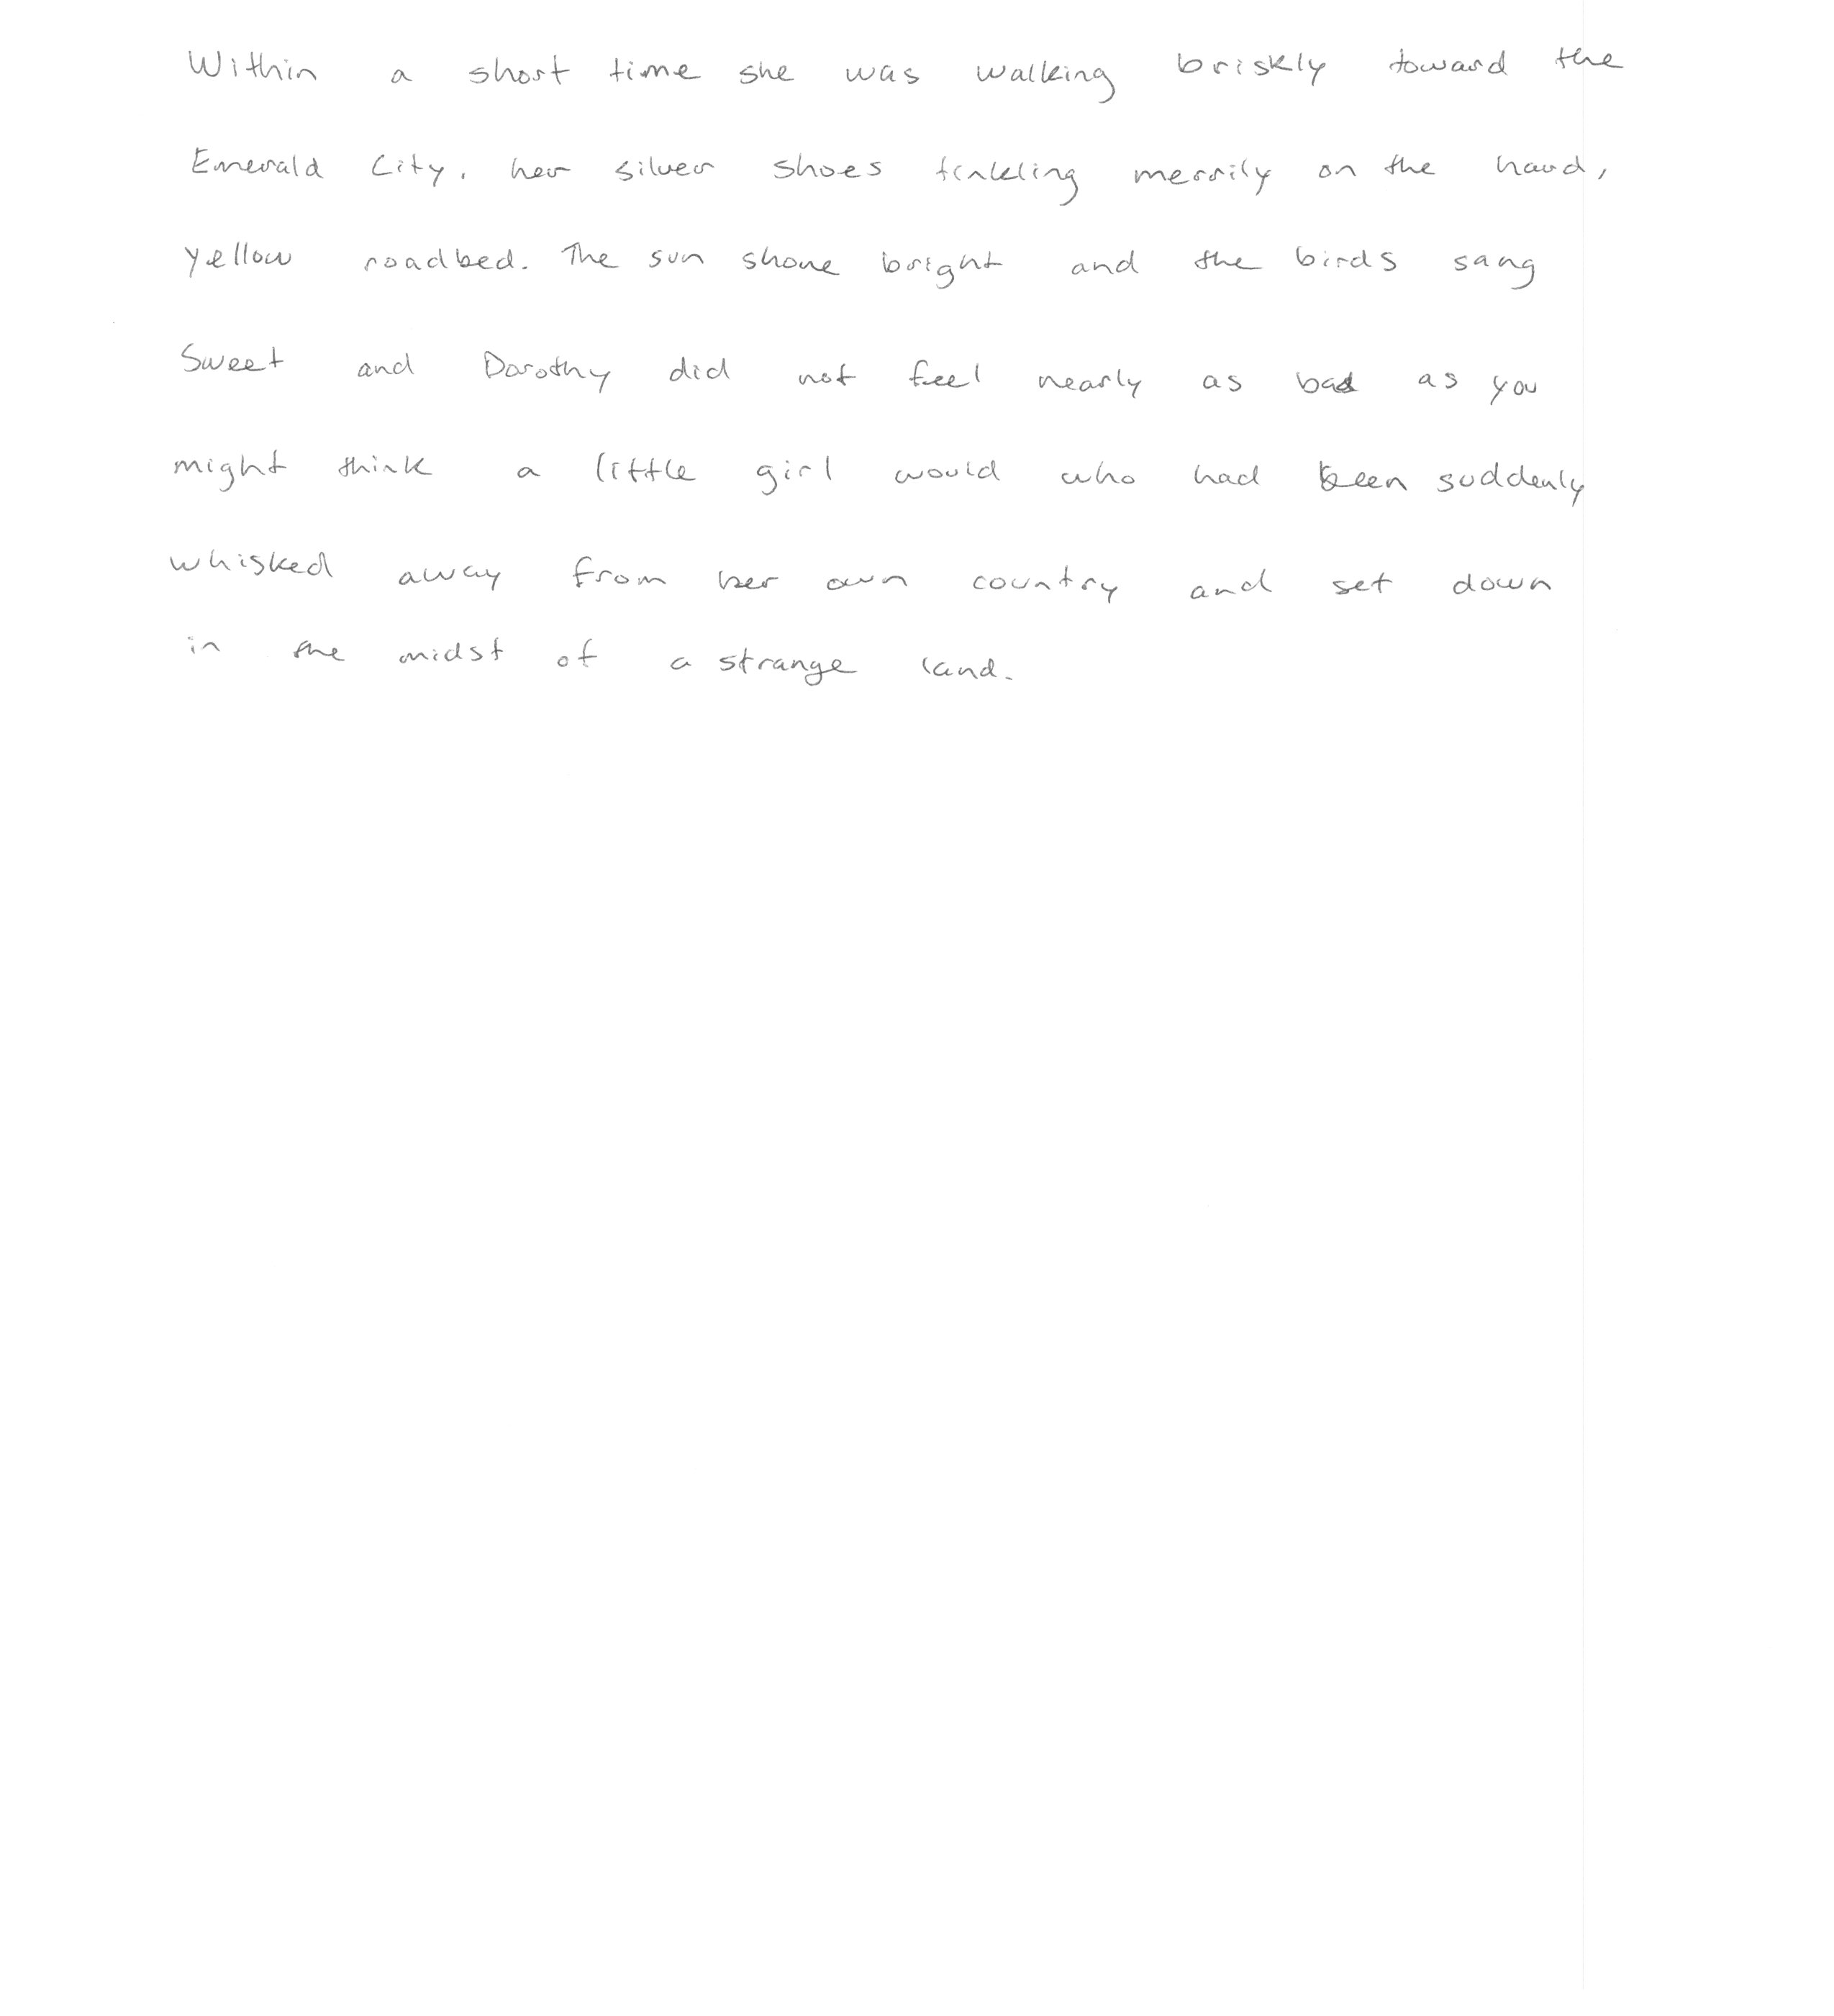 Within a short time she was walking briskly toward the
Emerald City, her silver shoes tinkling merrily on the hard,
yellow roadbed. The sun shone bright and the birds sang
Sweet and Dorothy did not feel nearly as bad as you
might think a little girl would who had been suddenly
whisked away from her own country and set down
in the midst of a strange land.